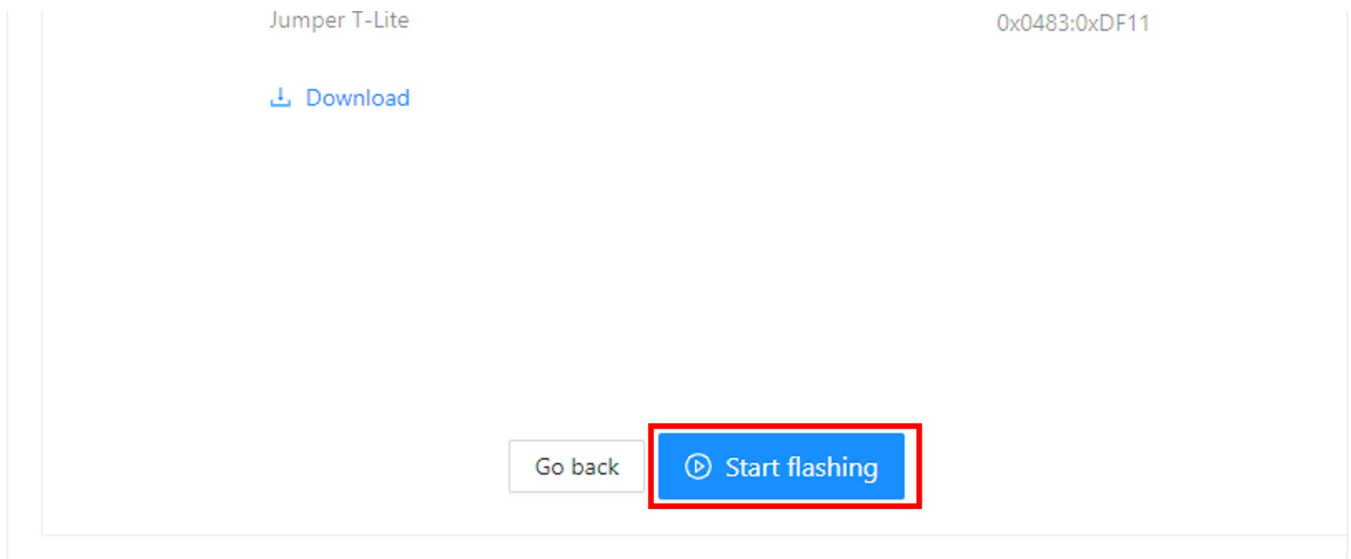 Jumper T-Lite
0x0483:0xDF11
Download
Go back
Start flashing